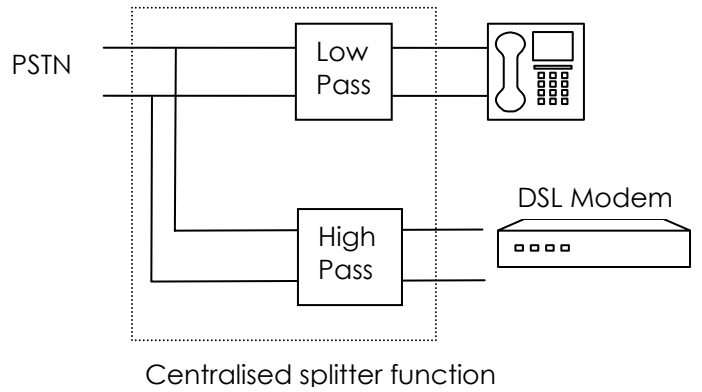 PSTN
Low
Pass
DSL Modem
High
Pass
Centralised splitter function